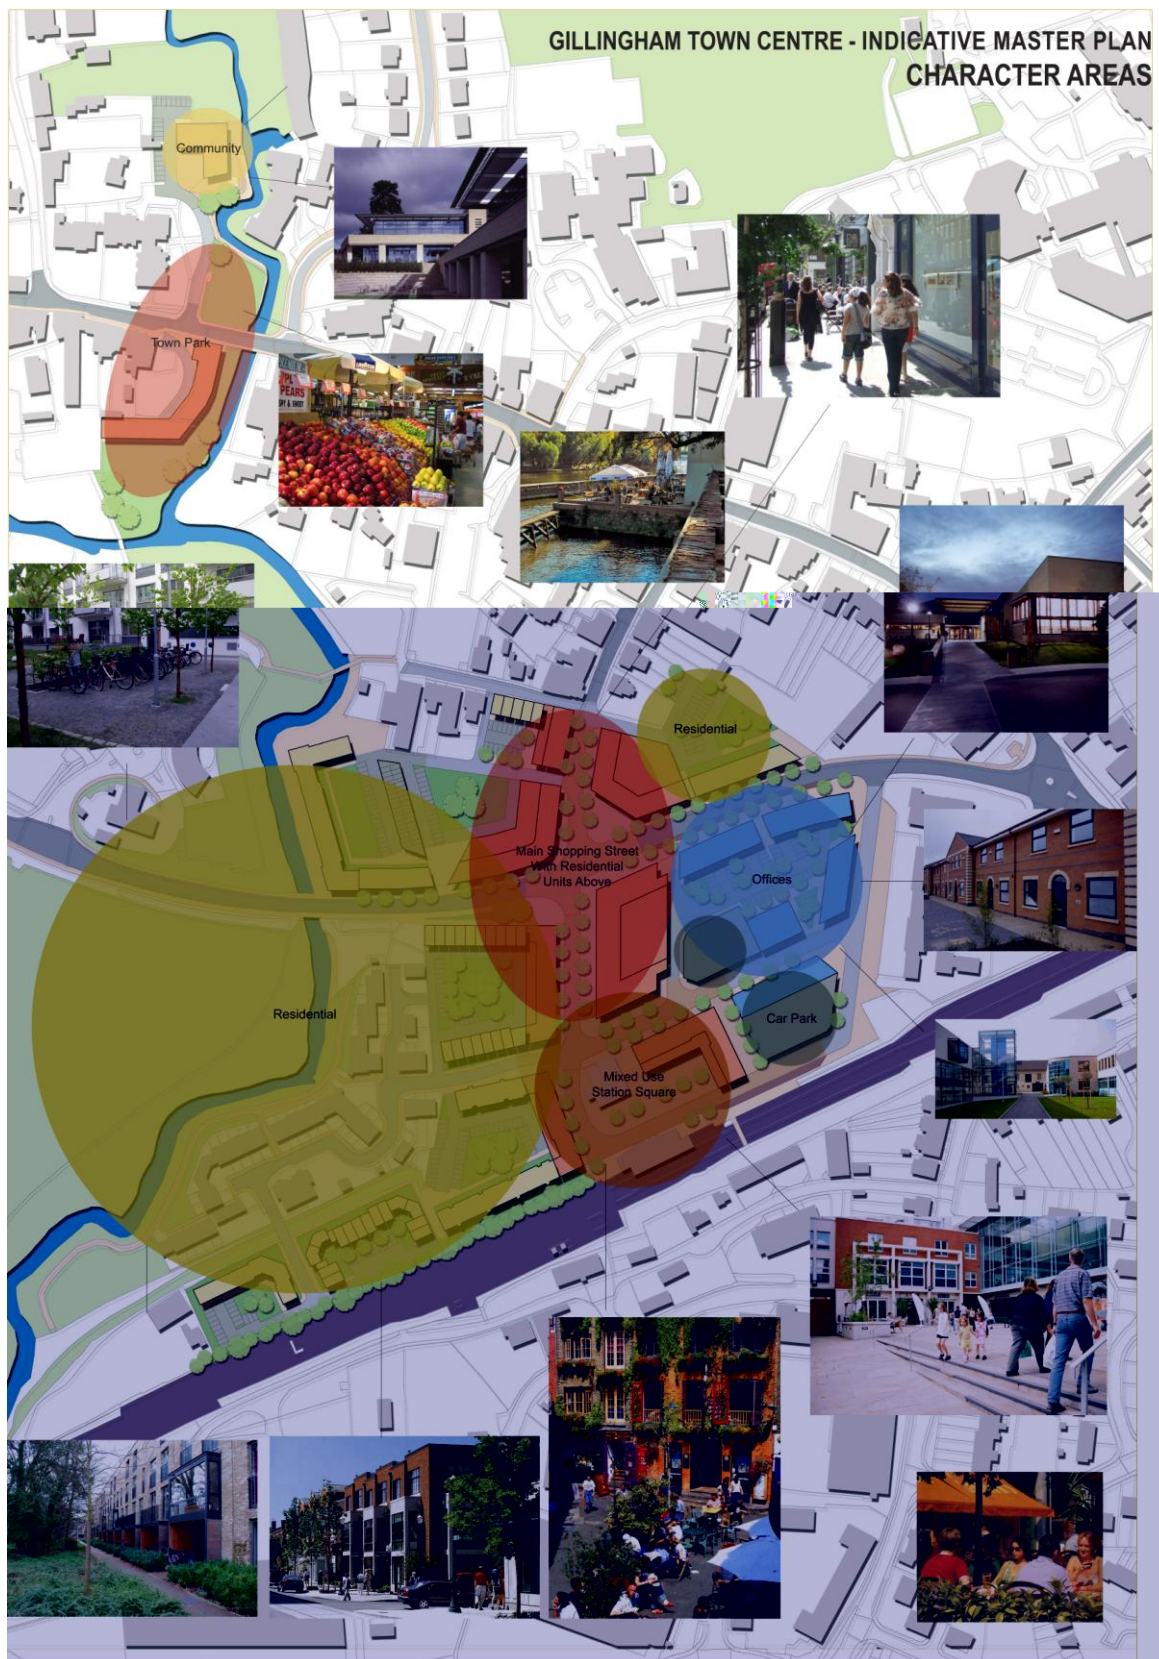 GILLINGHAM TOWN CENTRE - INDICATIVE MASTER PLAN
CHARACTER AREAS
Community
Town Park
PEARS
Residential
Main Shopping Street
With Residential
Units Above
Offices
Residential
Car Park
Mixed Use
Station Square